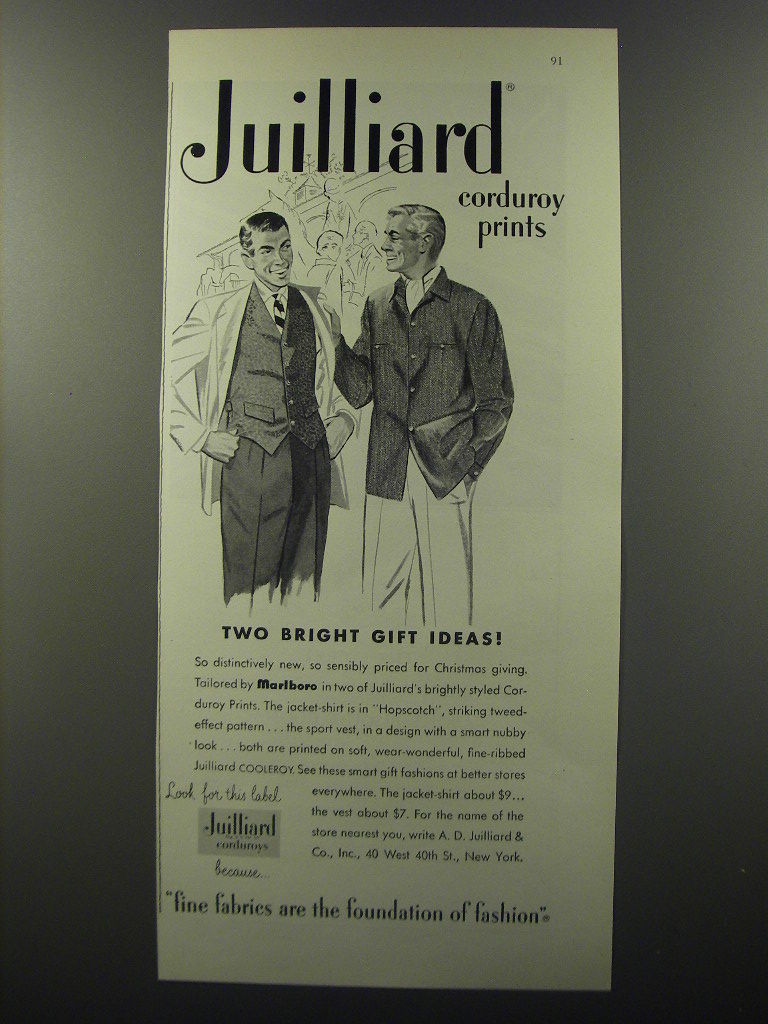 91
Juilliard®
corduroy
prints
TWO BRIGHT GIFT IDEAS!
So distinctively new, so sensibly priced for Christmas giving.
Tailored by Marlboro in two of Juilliard's brightly styled Cor-
duroy Prints. The jacket-shirt is in "Hopscotch", striking tweed-
effect pattern . . . the sport vest, in a design with a smart nubby
look . . . both are printed on soft, wear-wonderful, fine-ribbed
Juilliard COOLEROY. See these smart gift fashions at better stores
everywhere. The jacket-shirt about $9...
the vest about $7. For the name of the
store nearest you, write A. D. Juilliard &
Co., Inc., 40 West 40th St., New York.
Look for this label
Juilliard
corduroys
because...
"fine fabrics are the foundation of fashion"®